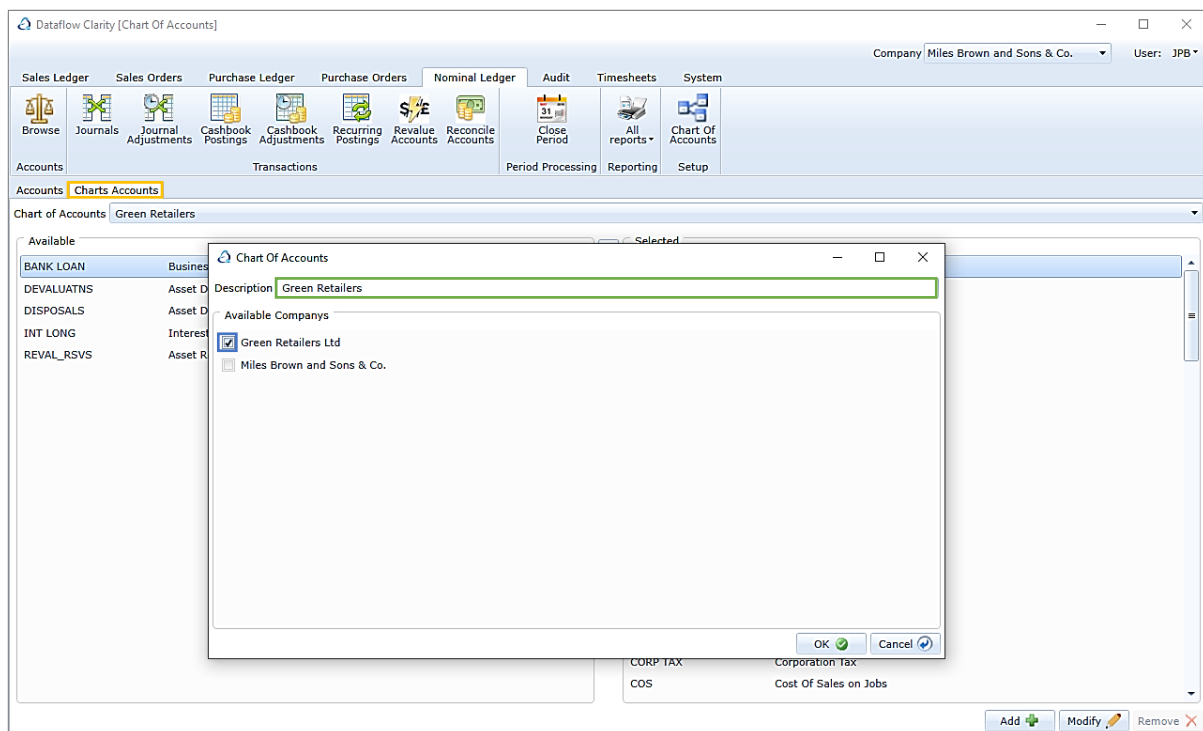 Dataflow Clarity [Chart Of Accounts]
Company Miles Brown and Sons & Co. User: JPB
Sales Ledger Sales Orders Purchase Ledger Purchase Orders Nominal Ledger Audit Timesheets System
Browse Journals Journal Adjustments Cashbook Postings Cashbook Adjustments Recurring Postings Revalue Accounts Reconcile Accounts Close Period All reports Chart Of Accounts
Accounts Transactions Period Processing Reporting Setup
Accounts Charts Accounts
Chart of Accounts Green Retailers
Available Selected
BANK LOAN Busines
DEVALUATNS Asset D
DISPOSALS Asset D
INT LONG Interest
REVAL_RSVS Asset R
Chart Of Accounts
Description Green Retailers
Available Companys
Green Retailers Ltd
Miles Brown and Sons & Co.
OK Cancel
CORP TAX Corporation Tax
COS Cost Of Sales on Jobs
Add Modify Remove